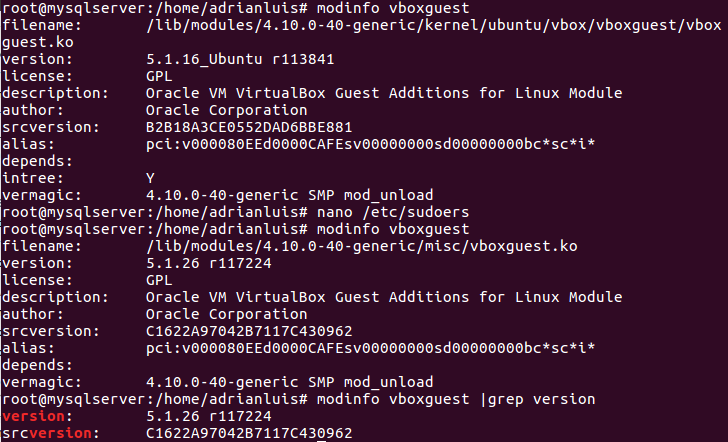 root@mysqlserver:/home/adrianluis# modinfo vboxguest
filename:       /lib/modules/4.10.0-40-generic/kernel/ubuntu/vbox/vboxguest/vbox
guest.ko
version:        5.1.16_Ubuntu r113841
license:        GPL
description:    Oracle VM VirtualBox Guest Additions for Linux Module
author:         Oracle Corporation
srcversion:     B2B18A3CE0552DAD6BBE881
alias:          pci:v000080EEd0000CAFEsv00000000sd00000000bc*sc*i*
depends:
intree:         Y
vermagic:       4.10.0-40-generic SMP mod_unload
root@mysqlserver:/home/adrianluis# nano /etc/sudoers
root@mysqlserver:/home/adrianluis# modinfo vboxguest
filename:       /lib/modules/4.10.0-40-generic/misc/vboxguest.ko
version:        5.1.26 r117224
license:        GPL
description:    Oracle VM VirtualBox Guest Additions for Linux Module
author:         Oracle Corporation
srcversion:     C1622A97042B7117C430962
alias:          pci:v000080EEd0000CAFEsv00000000sd00000000bc*sc*i*
depends:
vermagic:       4.10.0-40-generic SMP mod_unload
root@mysqlserver:/home/adrianluis# modinfo vboxguest |grep version
version:        5.1.26 r117224
srcversion:     C1622A97042B7117C430962